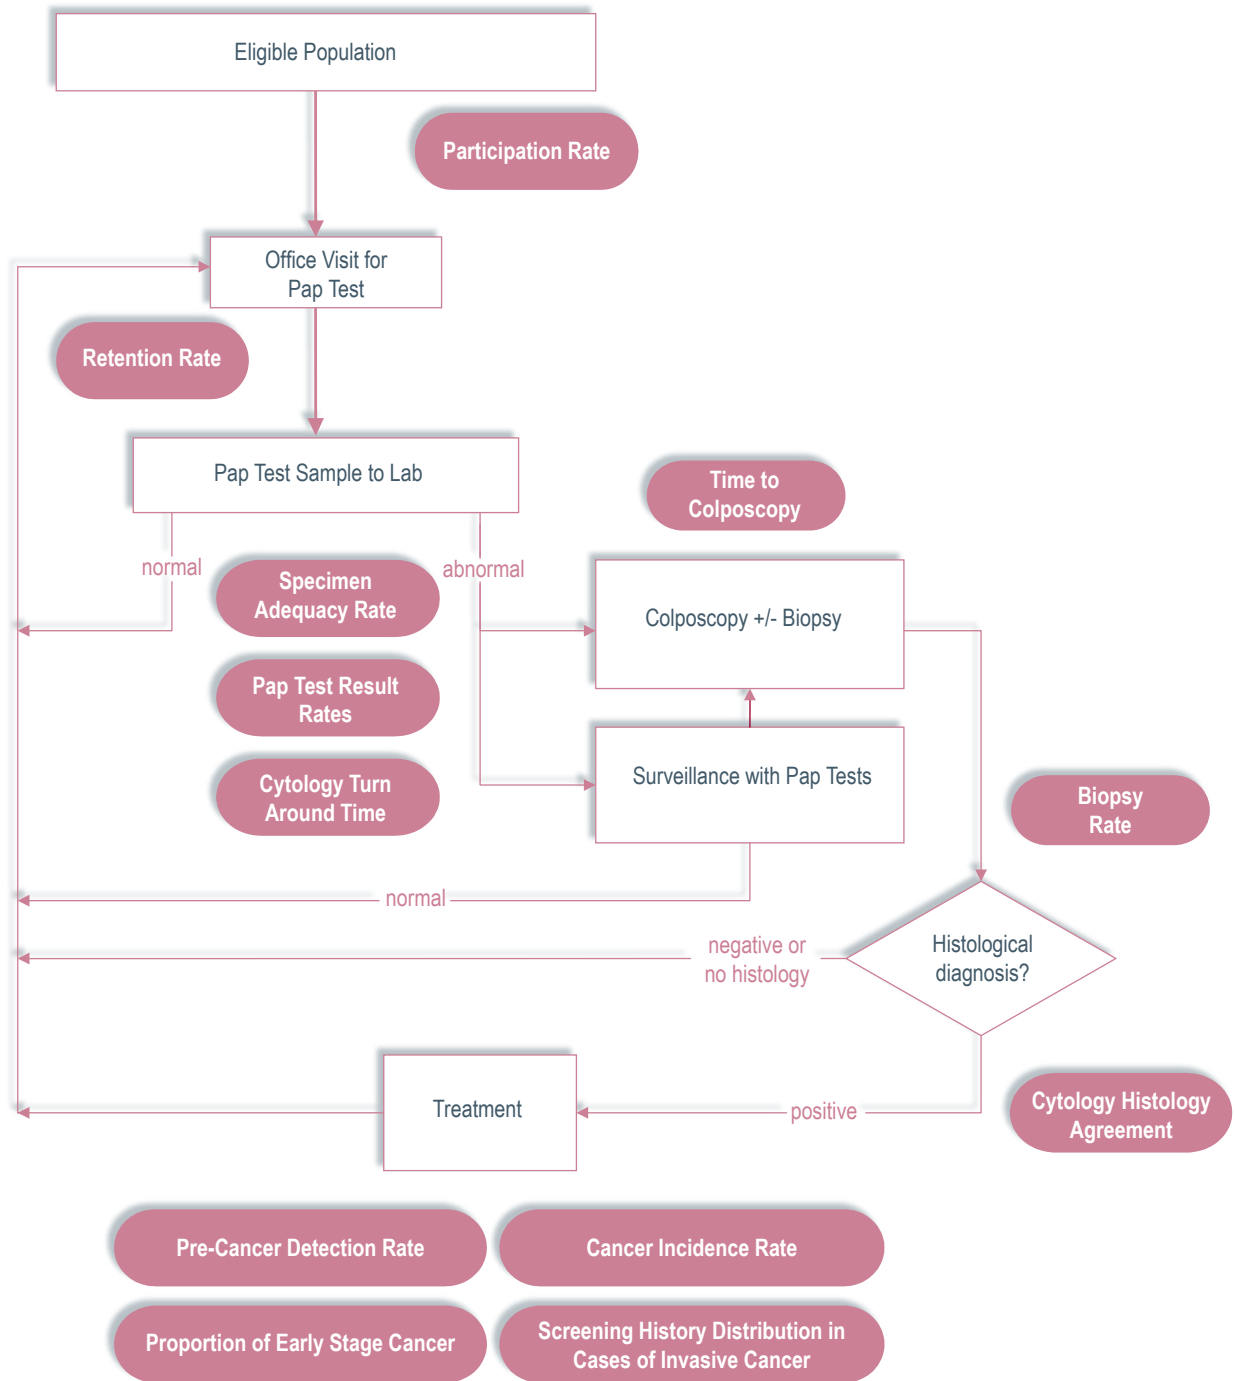 Eligible Population
Participation Rate
Office Visit for
Pap Test
Retention Rate
Pap Test Sample to Lab
Time to
Colposcopy
normal
abnormal
Specimen
Adequacy Rate
Colposcopy +/- Biopsy
Pap Test Result
Rates
Cytology Turn
Around Time
Surveillance with Pap Tests
Biopsy
Rate
normal
negative or
no histology
Histological
diagnosis?
Treatment
positive
Cytology Histology
Agreement
Pre-Cancer Detection Rate
Cancer Incidence Rate
Proportion of Early Stage Cancer
Screening History Distribution in
Cases of Invasive Cancer